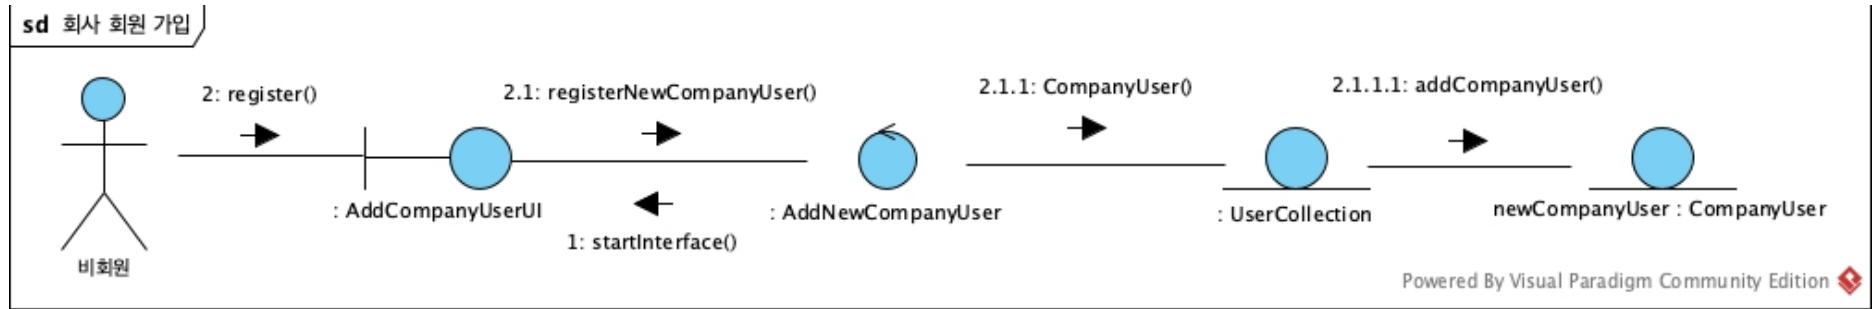 sd 회사 회원 가입
2: register()
2.1: registerNewCompanyUser()
2.1.1: CompanyUser()
2.1.1.1: addCompanyUser()
: AddCompanyUserUI
: AddNewCompanyUser
: UserCollection
newCompanyUser : CompanyUser
1: startInterface()
비회원
Powered By Visual Paradigm Community Edition